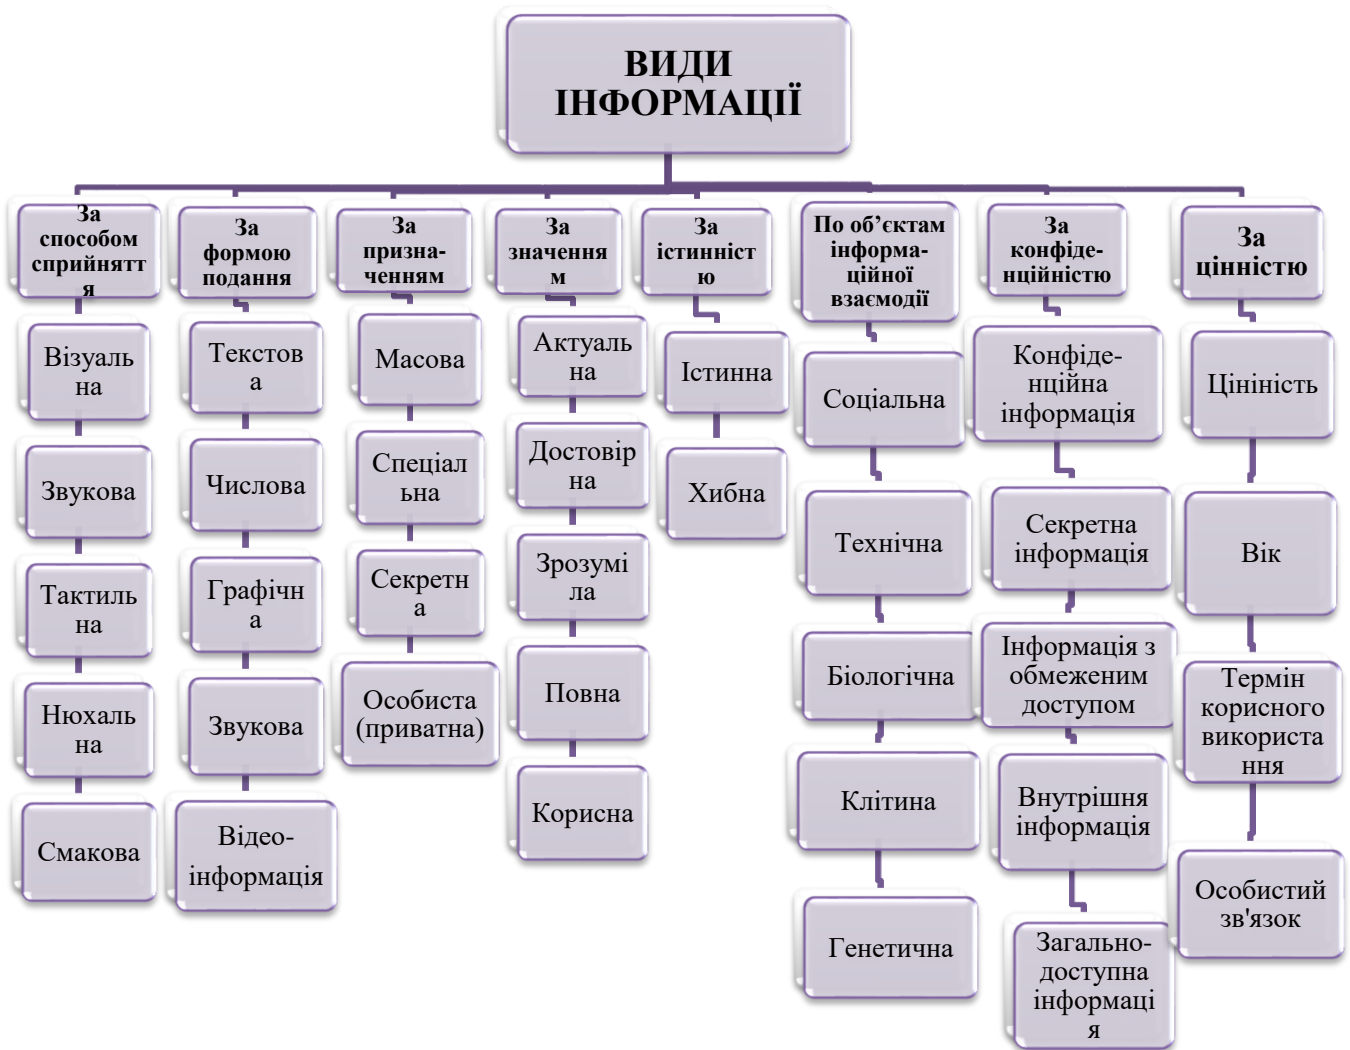 ВИДИ
ІНФОРМАЦІЇ
За
способом
сприйнятт
я
Візуаль
на
Звукова
Тактиль
на
Нюхаль
на
Смакова
За
формою
подання
Текстов
а
Числова
Графічн
а
Звукова
Відео-
інформація
За
призна-
ченням
Масова
Спеціал
ьна
Секретн
а
Особиста
(приватна)
За
значенням
м
Актуаль
на
Достовір
на
Зрозумі
ла
Повна
Корисна
За
істинніст
ю
Істинна
Хибна
По об’єктам
інформа-
ційної
взаємодії
Соціальна
Технічна
Біологічна
Клітина
Генетична
За
конфіде-
нційністю
Конфіде-
нційна
інформація
Секретна
інформація
Інформація з
обмеженим
доступом
Внутрішня
інформація
Загально-
доступна
інформаці
я
За
цінністю
Ціniність
Вік
Термін
корисного
використа
ння
Особистий
зв'язок